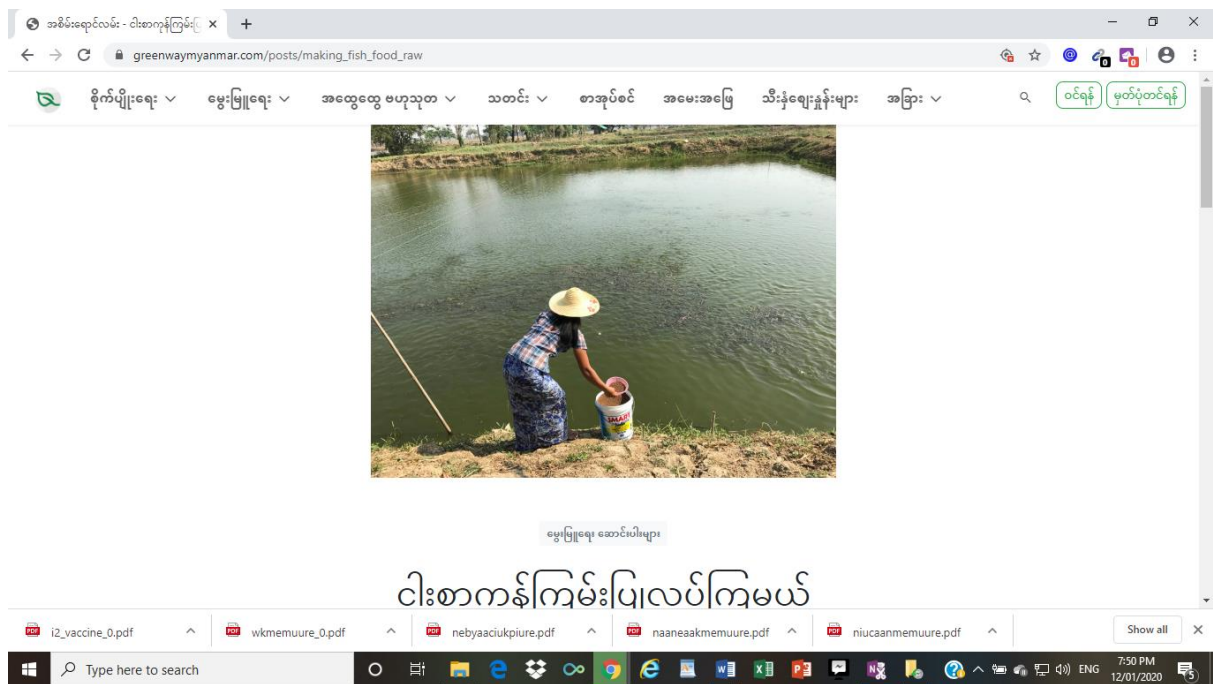 အစိမ်းရောင်လမ်း - ငါးစာကုန်ကြမ်းပြ
greenwaymyanmar.com/posts/making_fish_food_raw
စိုက်ပျိုးရေး မွေးမြူရေး အထွေထွေ ဗဟုသုတ သတင်း စာအုပ်စင် အမေးအဖြေ သီးနှံဈေးနှုန်းများ အခြား ဝင်ရန် မှတ်ပုံတင်ရန်
SMART
မွေးမြူရေး ဆောင်းပါးများ
ငါးစာကုန်ကြမ်းပြုလုပ်ကြမယ်
i2_vaccine_0.pdf wkmemuure_0.pdf nebyaaciukpiure.pdf naaneaakmemuure.pdf niucaanmemuure.pdf Show all
Type here to search ENG 7:50 PM
12/01/2020